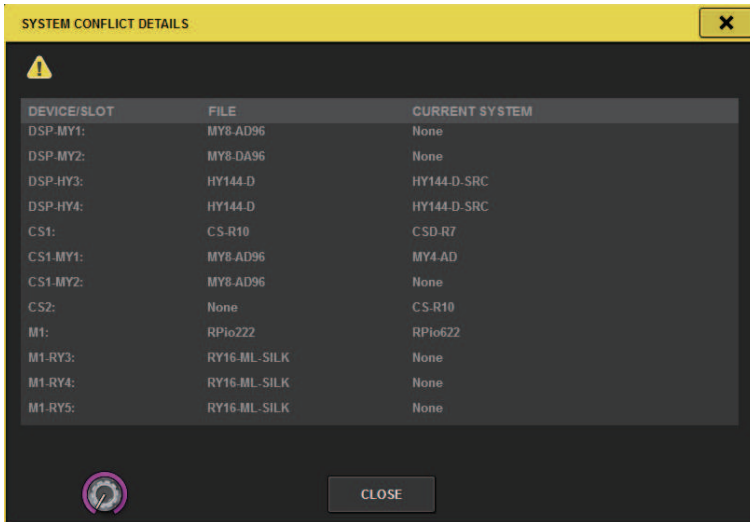 SYSTEM CONFLICT DETAILS
DEVICE/SLOT FILE CURRENT SYSTEM
DSP-MY1: MY8-AD96 None
DSP-MY2: MY8-DA96 None
DSP-HY3: HY144-D HY144-D-SRC
DSP-HY4: HY144-D HY144-D-SRC
CS1: CS-R10 CSD-R7
CS1-MY1: MY8-AD96 MY4-AD
CS1-MY2: MY8-AD96 None
CS2: None CS-R10
M1: RPio222 RPio622
M1-RY3: RY16-ML-SILK None
M1-RY4: RY16-ML-SILK None
M1-RY5: RY16-ML-SILK None
CLOSE